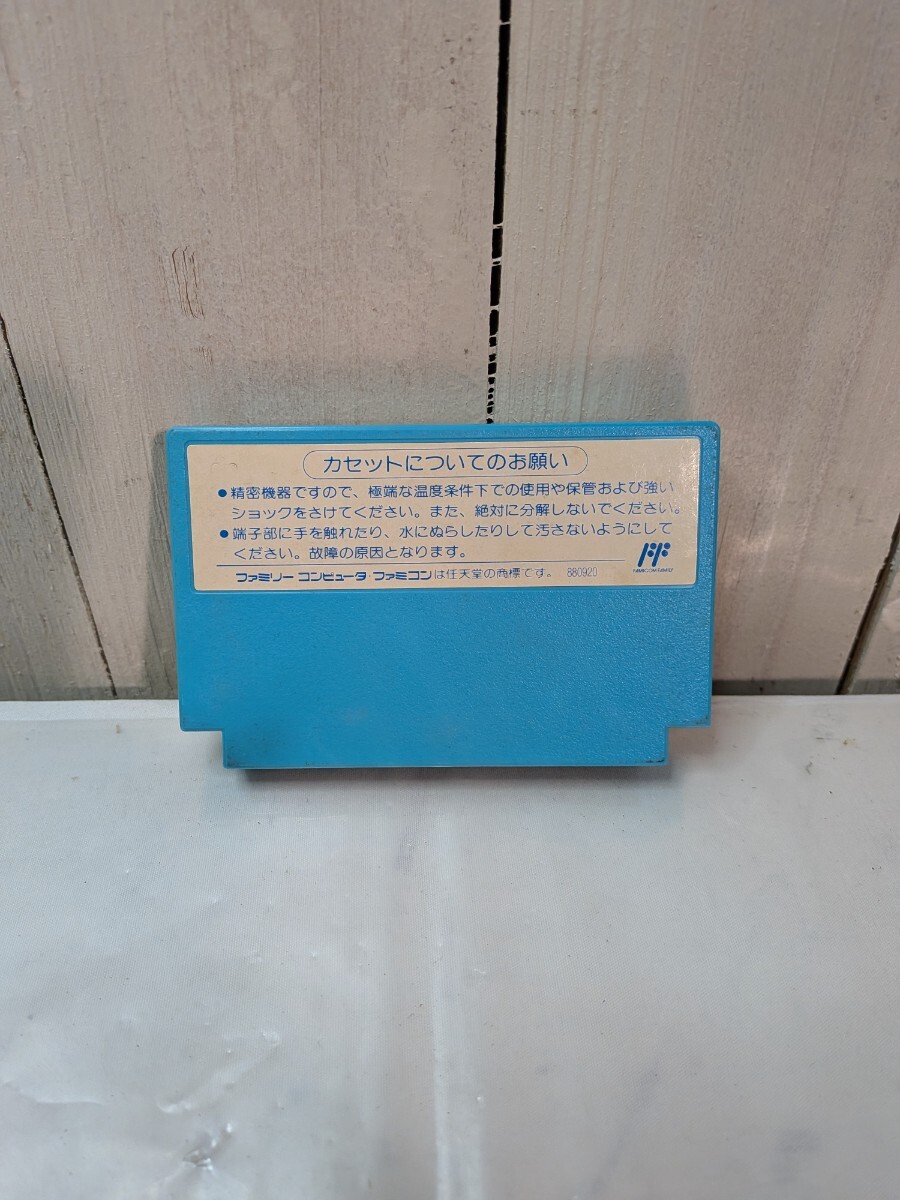 カセットについてのお願い
●精密機器ですので、極端な温度条件下での使用や保管および強い
ショックをさけてください。また、絶対に分解しないでください。
●端子部に手を触れたり、水にぬらしたりして汚さないようにして
ください。故障の原因となります。
ファミリーコンピュータ・ファミコンは任天堂の商標です。 880920
FAMICOM FAMILY